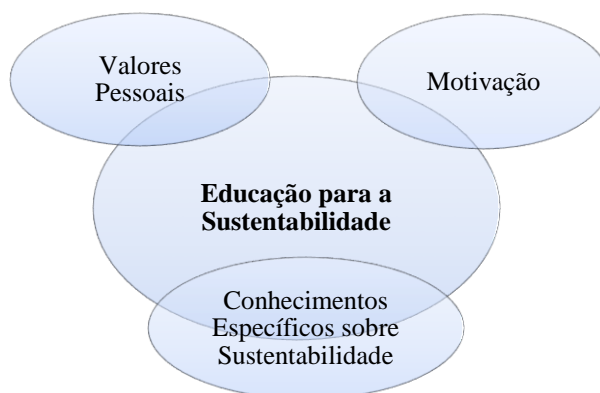 Valores
Pessoais
Motivação
Educação para a
Sustentabilidade
Conhecimentos
Específicos sobre
Sustentabilidade